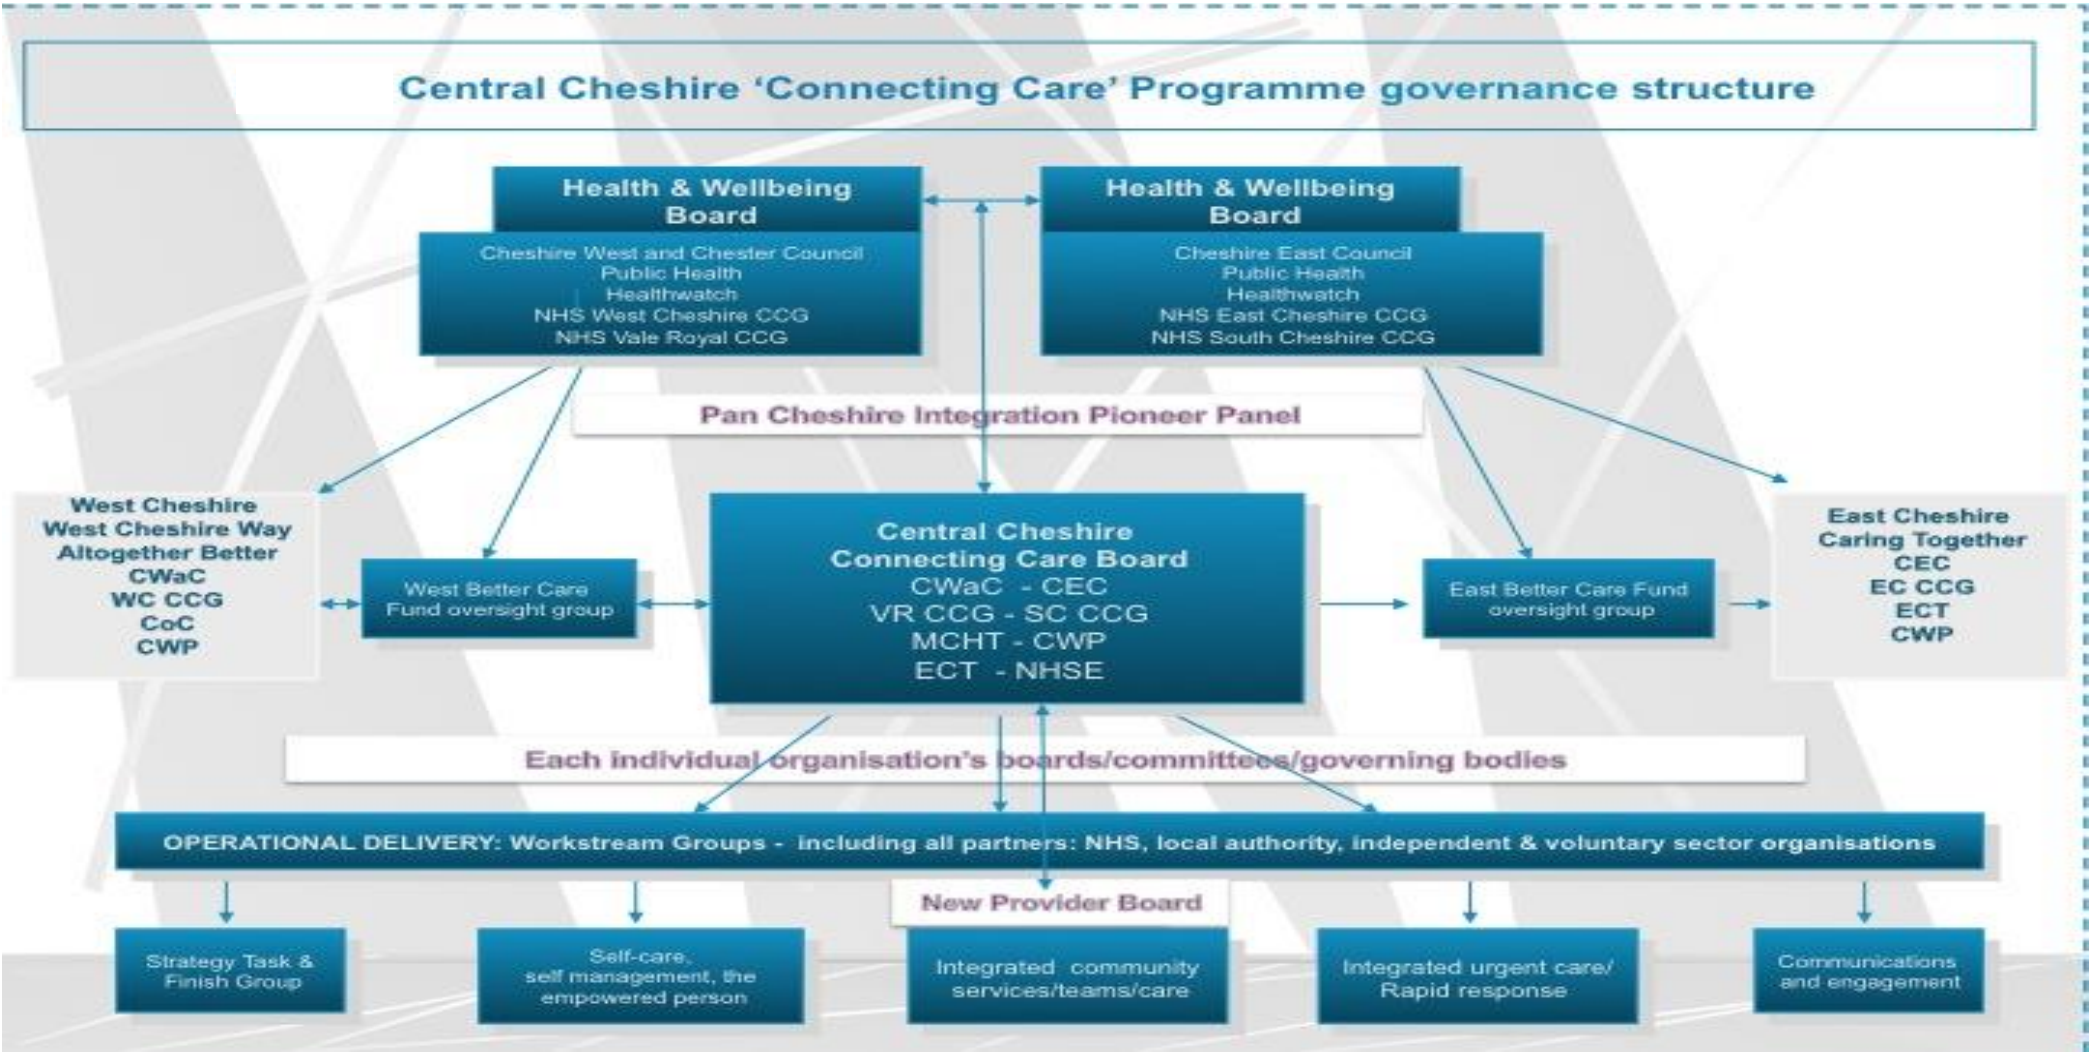 Central Cheshire ‘Connecting Care’ Programme governance structure
Health & Wellbeing
Board
Cheshire West and Chester Council
Public Health
Healthwatch
NHS West Cheshire CCG
NHS Vale Royal CCG
Health & Wellbeing
Board
Cheshire East Council
Public Health
Healthwatch
NHS East Cheshire CCG
NHS South Cheshire CCG
Pan Cheshire Integration Pioneer Panel
West Cheshire
West Cheshire Way
Altogether Better
CWaC
WC CCG
CoC
CWP
West Better Care
Fund oversight group
Central Cheshire
Connecting Care Board
CWaC - CEC
VR CCG - SC CCG
MCHT - CWP
ECT - NHSE
East Better Care Fund
oversight group
East Cheshire
Caring Together
CEC
EC CCG
ECT
CWP
Each individual organisation's boards/committees/governing bodies
OPERATIONAL DELIVERY: Workstream Groups - including all partners: NHS, local authority, independent & voluntary sector organisations
New Provider Board
Strategy Task &
Finish Group
Self-care,
self management, the
empowered person
Integrated community
services/teams/care
Integrated urgent care/
Rapid response
Communications
and engagement